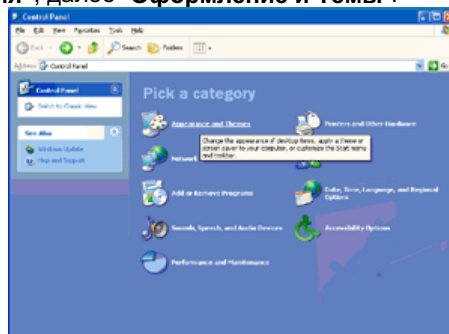 я", далее "Оформление и темы".
Control Panel
File Edit View Favorites Tools Help
Back Search Folders
Address Control Panel Go
Control Panel
Switch to Classic View
See Also
Windows Update
Help and Support
Pick a category
Appearance and Themes
Printers and Other Hardware
Change the appearance of desktop items, apply a theme or
screen saver to your computer, or customize the Start menu
and taskbar.
Network
Add or Remove Programs
Date, Time, Language, and Regional
Options
Sounds, Speech, and Audio Devices
Accessibility Options
Performance and Maintenance